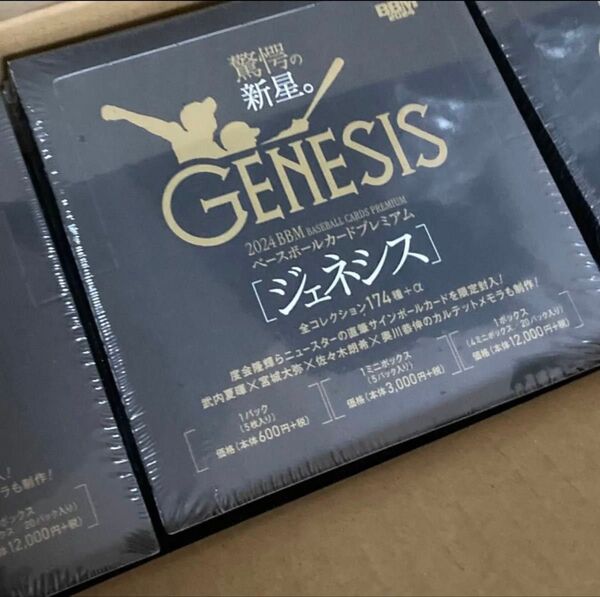 BBM
2024
驚愕の
新星。
GENESIS
2024 BBM BASEBALL CARDS PREMIUM
ベースボールカードプレミアム
[ジェネシス]
全コレクション174種+α
度会隆輝らニュースターの直筆サインボールカードを限定封入!
武内夏暉×宮城大弥×佐々木朗希×奥川恭伸のカルテットメモラも制作!
1パック
(5枚入り)
価格(本体600円+税)
1ミニボックス
(5パック入り)
価格(本体3,000円+税)
1ボックス
(4ミニボックス/20パック入り)
価格(本体12,000円+税)
入!
ラも制作!
ックス
20パック入り)
12,000円+税)